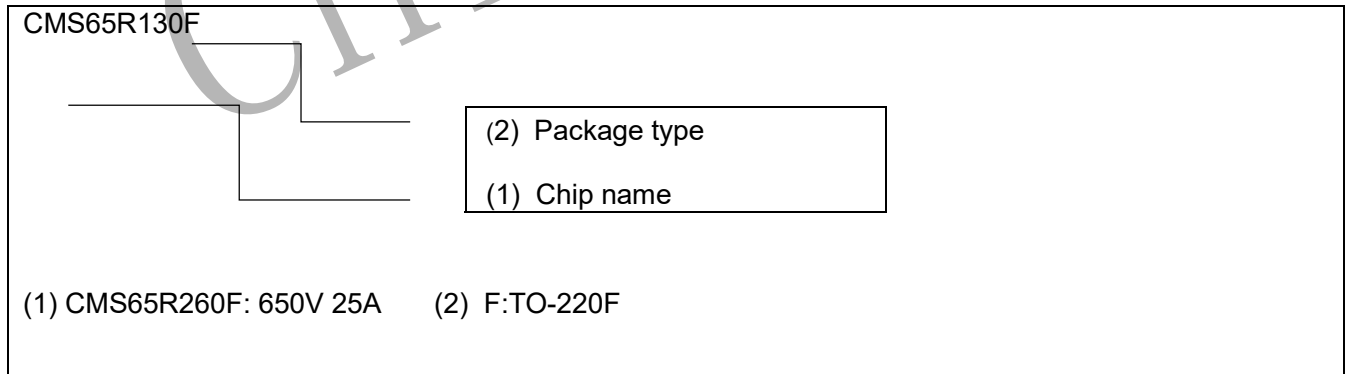 CMS65R130F
(2) Package type
(1) Chip name
(1) CMS65R260F: 650V 25A (2) F:TO-220F